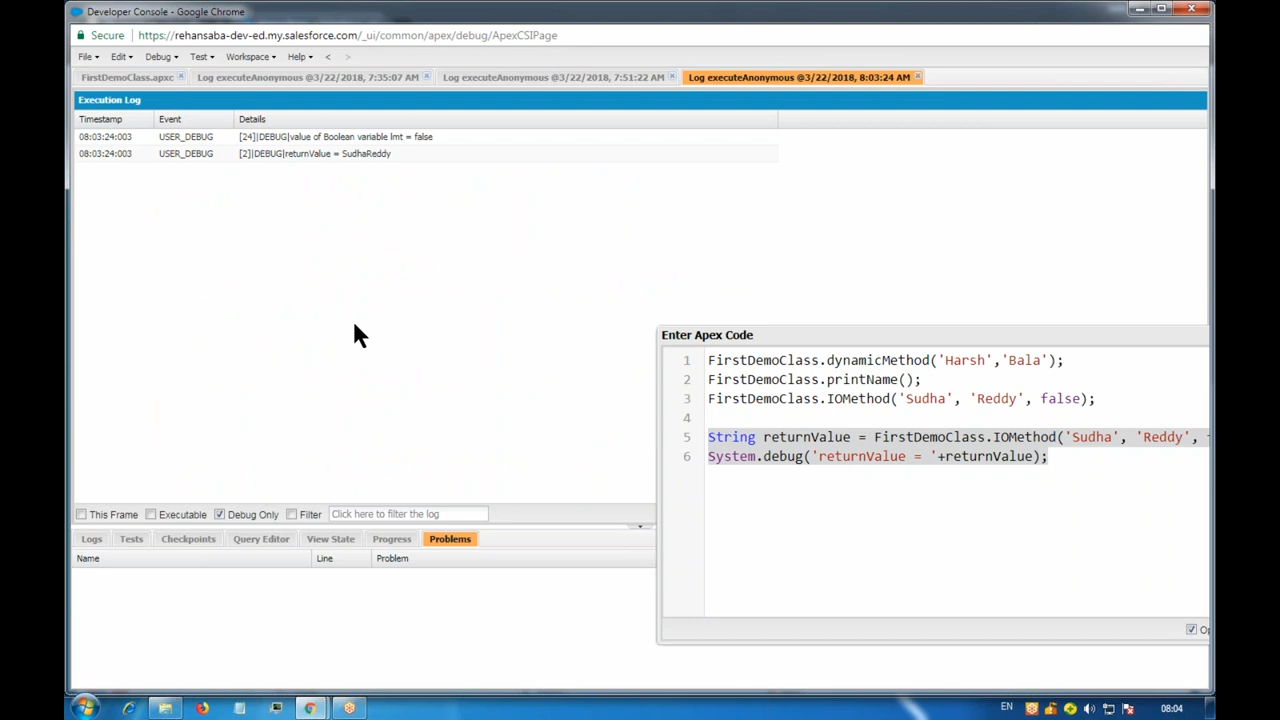 Developer Console - Google Chrome
Secure https://rehansaba-dev-ed.my.salesforce.com/_ui/common/apex/debug/ApexCSIPage
File Edit Debug Test Workspace Help < >
FirstDemoClass.apxc Log executeAnonymous @3/22/2018, 7:35:07 AM Log executeAnonymous @3/22/2018, 7:51:22 AM Log executeAnonymous @3/22/2018, 8:03:24 AM
Execution Log
Timestamp Event Details
08:03:24:003 USER_DEBUG [24]|DEBUG|value of Boolean variable lmt = false
08:03:24:003 USER_DEBUG [2]|DEBUG|returnValue = SudhaReddy
Enter Apex Code
1 FirstDemoClass.dynamicMethod('Harsh','Bala');
2 FirstDemoClass.printName();
3 FirstDemoClass.IOMethod('Sudha', 'Reddy', false);
4
5 String returnValue = FirstDemoClass.IOMethod('Sudha', 'Reddy',
6 System.debug('returnValue = '+returnValue);
This Frame Executable Debug Only Filter Click here to filter the log
Logs Tests Checkpoints Query Editor View State Progress Problems
Name Line Problem
EN 08:04